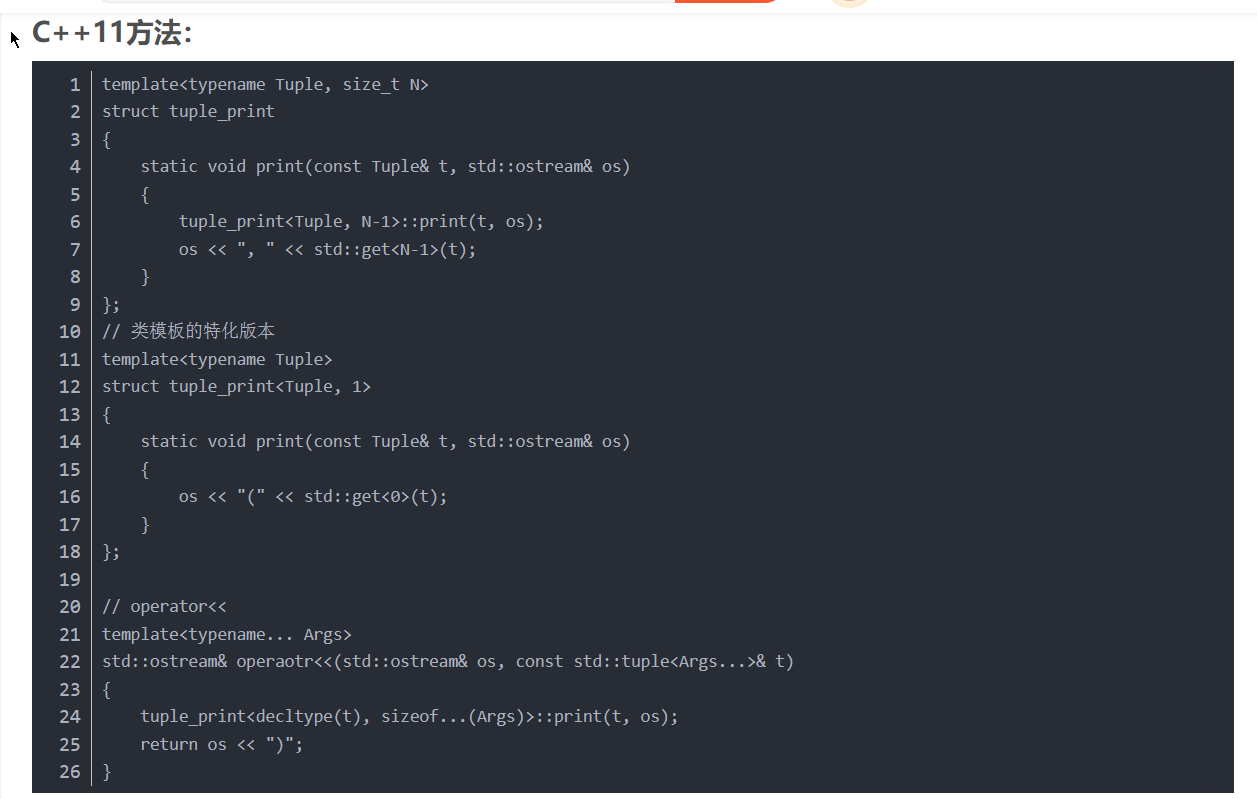 C++11方法：
1 template<typename Tuple, size_t N>
2 struct tuple_print
3 {
4     static void print(const Tuple& t, std::ostream& os)
5     {
6         tuple_print<Tuple, N-1>::print(t, os);
7         os << ", " << std::get<N-1>(t);
8     }
9 };
10 // 类模板的特化版本
11 template<typename Tuple>
12 struct tuple_print<Tuple, 1>
13 {
14     static void print(const Tuple& t, std::ostream& os)
15     {
16         os << "(" << std::get<0>(t);
17     }
18 };
19
20 // operator<<
21 template<typename... Args>
22 std::ostream& operaotr<<(std::ostream& os, const std::tuple<Args...>& t)
23 {
24     tuple_print<decltype(t), sizeof...(Args)>::print(t, os);
25     return os << ")";
26 }